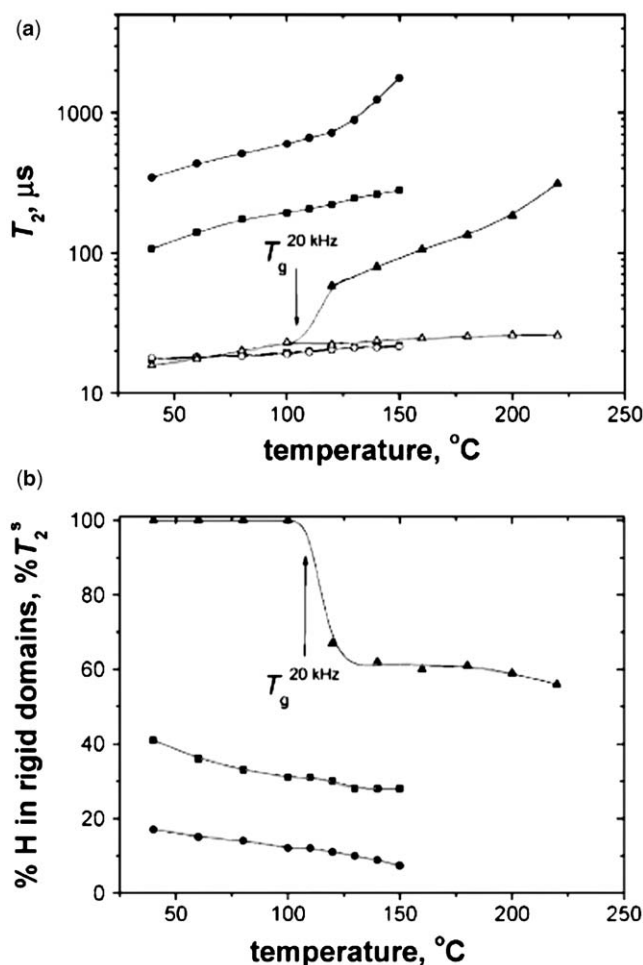 (a)
1000
100
10
T₂, μs
T_g^20 kHz
50 100 150 200 250
temperature, °C
(b)
100
80
60
40
20
0
% H in rigid domains, %T₂ˢ
T_g^20 kHz
50 100 150 200 250
temperature, °C